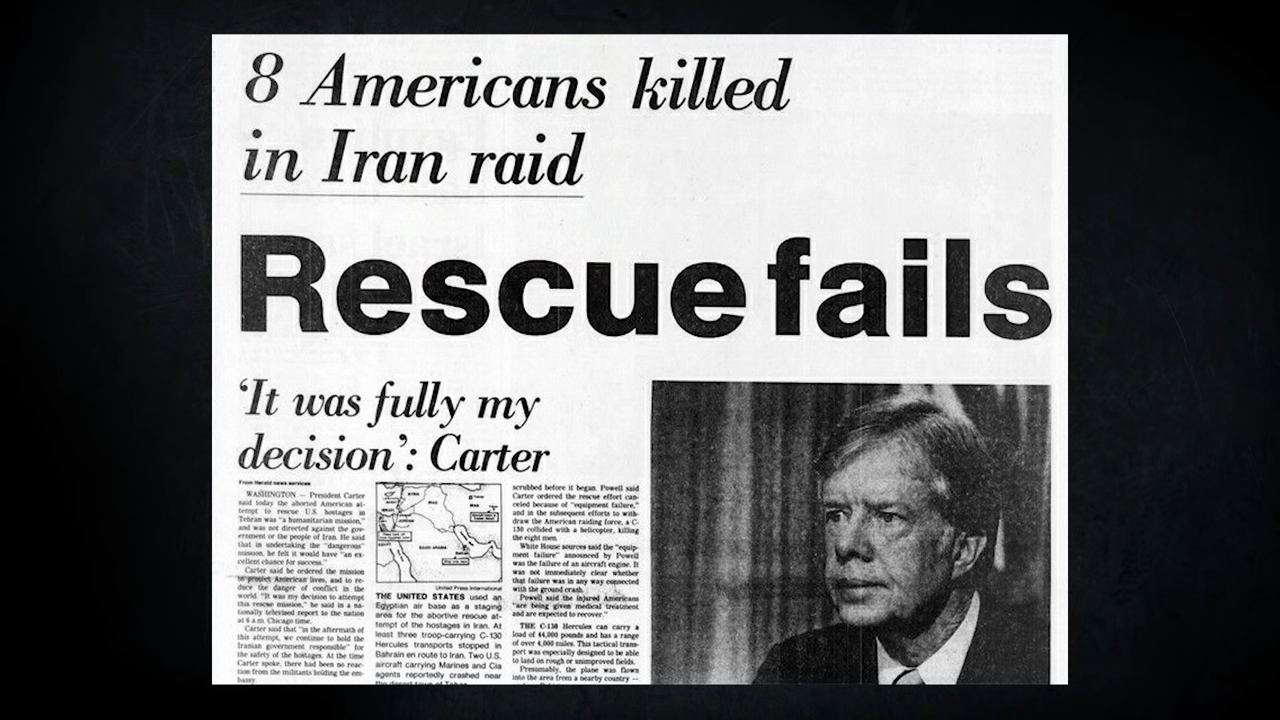 8 Americans killed
in Iran raid
Rescue fails
‘It was fully my
decision’: Carter
From Herald news services
WASHINGTON — President Carter
said today the aborted American at-
tempt to rescue U.S. hostages in
Tehran was “a humanitarian mission,”
and was not directed against the gov-
ernment or the people of Iran. He said
that in undertaking the “dangerous”
mission, he felt it would have “an ex-
cellent chance for success.”
Carter said he ordered the mission
to protect American lives, and to re-
duce the danger of conflict in the
world. “It was my decision to attempt
this rescue mission,” he said in a na-
tionally televised report to the nation
at 6 a.m. Chicago time.
Carter said that “in the aftermath of
this attempt, we continue to hold the
Iranian government responsible” for
the safety of the hostages. At the time
Carter spoke, there had been no reac-
tion from the militants holding the em-
bassy.
SYRIA
IRAQ
IRAN
JORDAN
EGYPT
SAUDI ARABIA
United Press International
THE UNITED STATES used an
Egyptian air base as a staging
area for the abortive rescue at-
tempt of the hostages in Iran. At
least three troop-carrying C-130
Hercules transports stopped in
Bahrain en route to Iran. Two U.S.
aircraft carrying Marines and Cia
agents reportedly crashed near
the desert town of Tabas.
scrubbed before it began. Powell said
Carter ordered the rescue effort can-
celed because of “equipment failure,”
and in the subsequent efforts to with-
draw the American raiding force, a C-
130 collided with a helicopter, killing
the eight men.
White House sources said the “equip-
ment failure” announced by Powell
was the failure of an aircraft engine. It
was not immediately clear whether
that failure was in any way connected
with the ground crash.
Powell said the injured Americans
“are being given medical treatment
and are expected to recover.”
THE C-130 Hercules can carry a
load of 44,000 pounds and has a range
of over 4,000 miles. This tactical trans-
port was especially designed to be able
to land on rough or unimproved fields.
Presumably, the plane was flown
into the area from a nearby country —